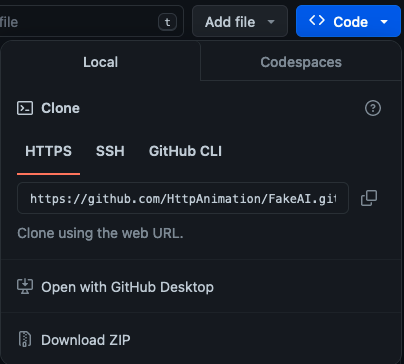 file t Add file Code
Local Codespaces
Clone
HTTPS SSH GitHub CLI
https://github.com/HttpAnimation/FakeAI.git
Clone using the web URL.
Open with GitHub Desktop
Download ZIP